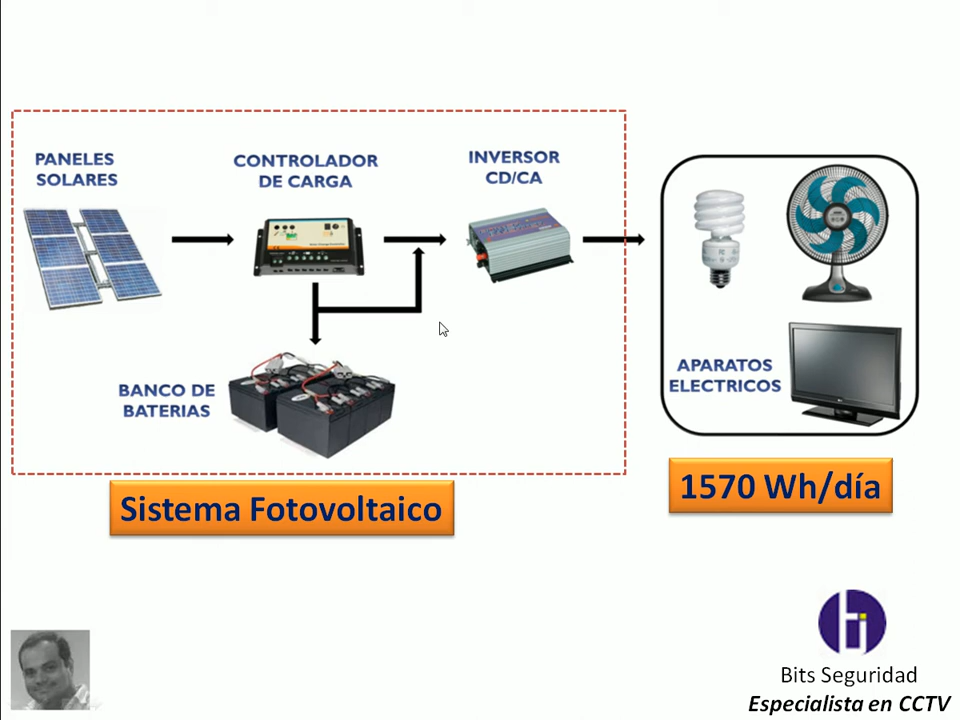 PANELES
SOLARES
CONTROLADOR
DE CARGA
INVERSOR
CD/CA
BANCO DE
BATERIAS
APARATOS
ELECTRICOS
Sistema Fotovoltaico
1570 Wh/día
bi
Bits Seguridad
Especialista en CCTV